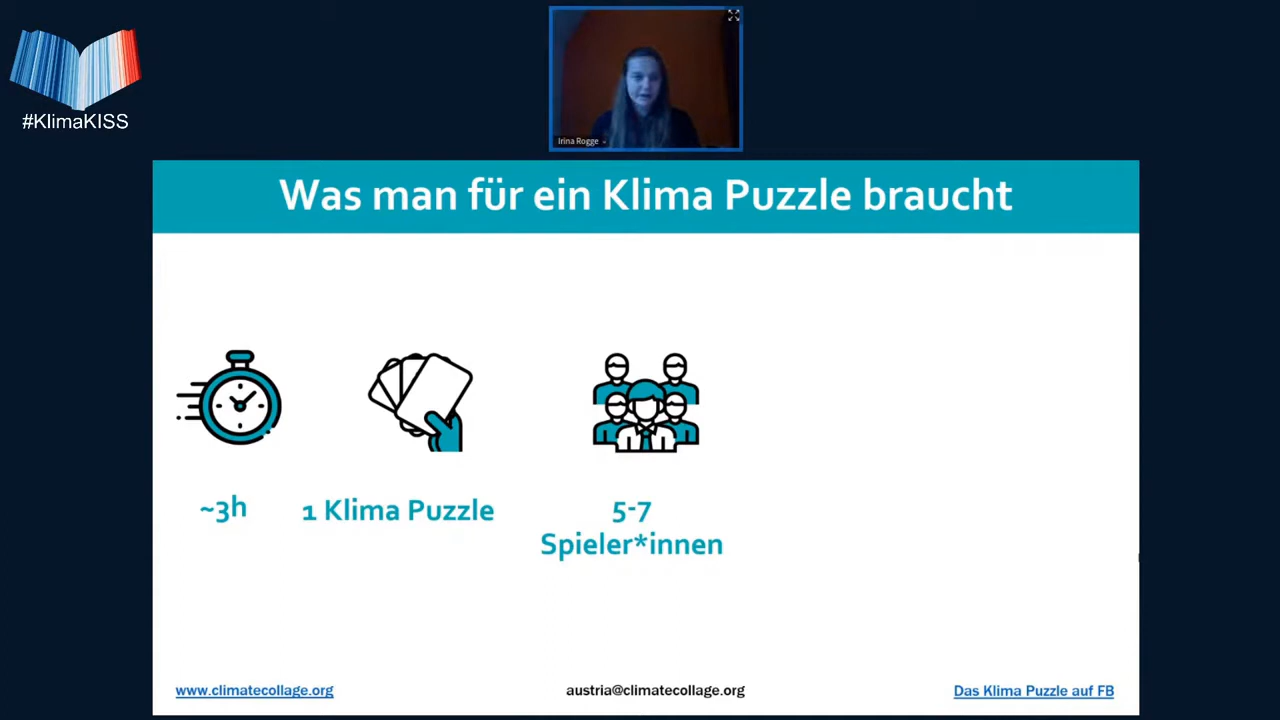 #KlimaKISS
Irina Rogge
Was man für ein Klima Puzzle braucht
~3h
1 Klima Puzzle
5-7
Spieler*innen
www.climatecollage.org
austria@climatecollage.org
Das Klima Puzzle auf FB